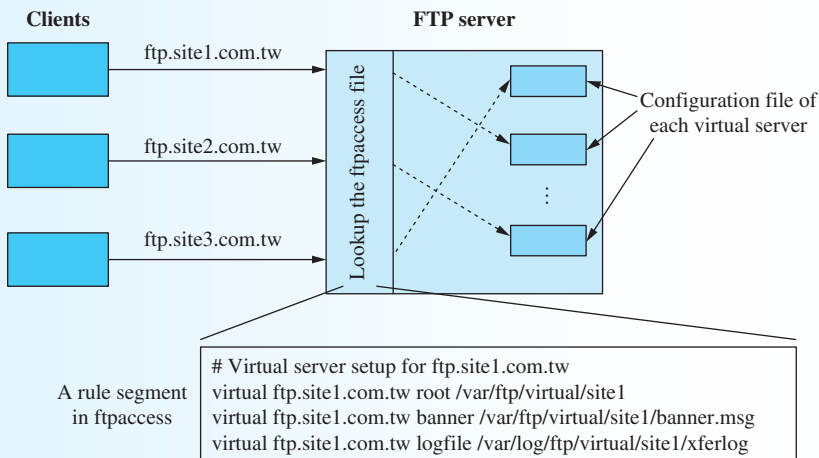 Clients
FTP server
ftp.site1.com.tw
ftp.site2.com.tw
ftp.site3.com.tw
Lookup the ftpaccess file
...
Configuration file of
each virtual server
A rule segment
in ftpaccess
# Virtual server setup for ftp.site1.com.tw
virtual ftp.site1.com.tw root /var/ftp/virtual/site1
virtual ftp.site1.com.tw banner /var/ftp/virtual/site1/banner.msg
virtual ftp.site1.com.tw logfile /var/log/ftp/virtual/site1/xferlog